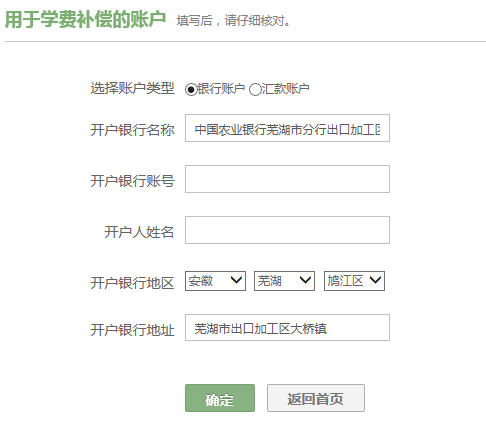 用于学费补偿的账户 填写后，请仔细核对。
选择账户类型 银行账户 汇款账户
开户银行名称 中国农业银行芜湖市分行出口加工区
开户银行账号
开户人姓名
开户银行地区 安徽 芜湖 鸠江区
开户银行地址 芜湖市出口加工区大桥镇
确定 返回首页